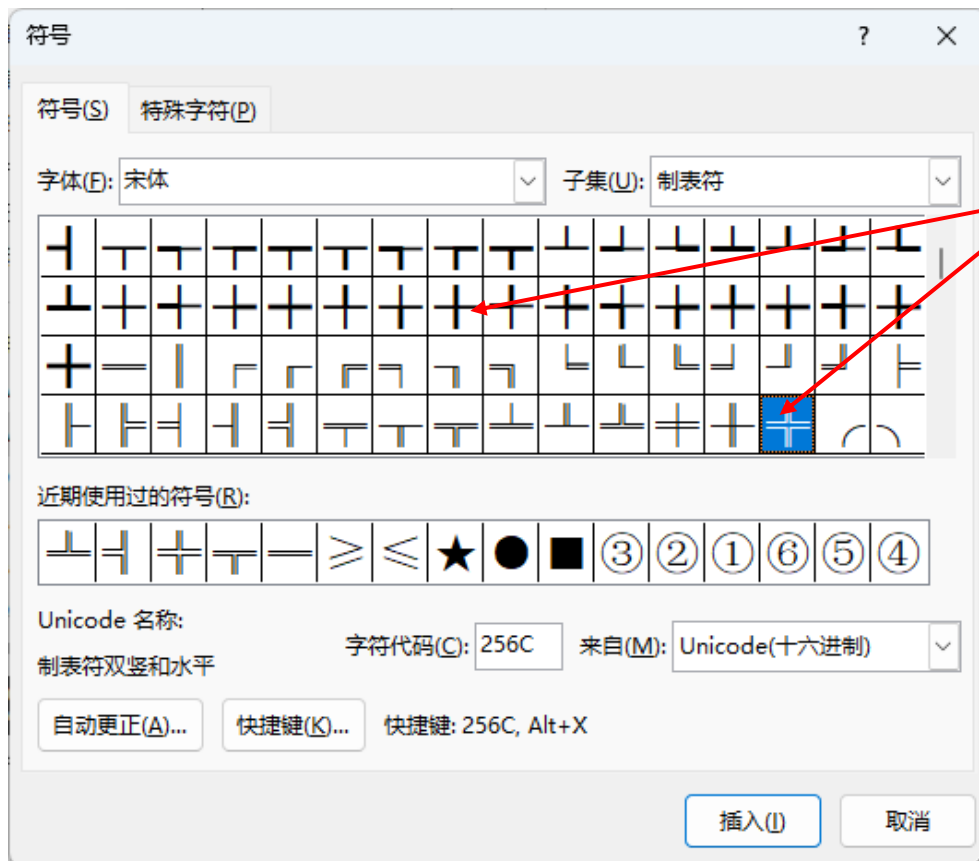 符号 ?
符号(S) 特殊字符(P)
字体(F): 宋体 子集(U): 制表符
┫┬┭┮┯┰┱┲┳┴┵┶┷┸┹┺
┻┼┽┾┿╀╁╂╃╄╅╆╇╈╉╊
╋═║╒╓╔╕╖╗╘╙╚╛╜╝╞
╟╠╡╢╣╤╥╦╧╨╩╪╫╬╭╮
近期使用过的符号(R):
╩╣╬╦═≥≤★●■③②①⑥⑤④
Unicode 名称:
制表符双竖和水平
字符代码(C): 256C 来自(M): Unicode(十六进制)
自动更正(A)... 快捷键(K)... 快捷键: 256C, Alt+X
插入(I) 取消